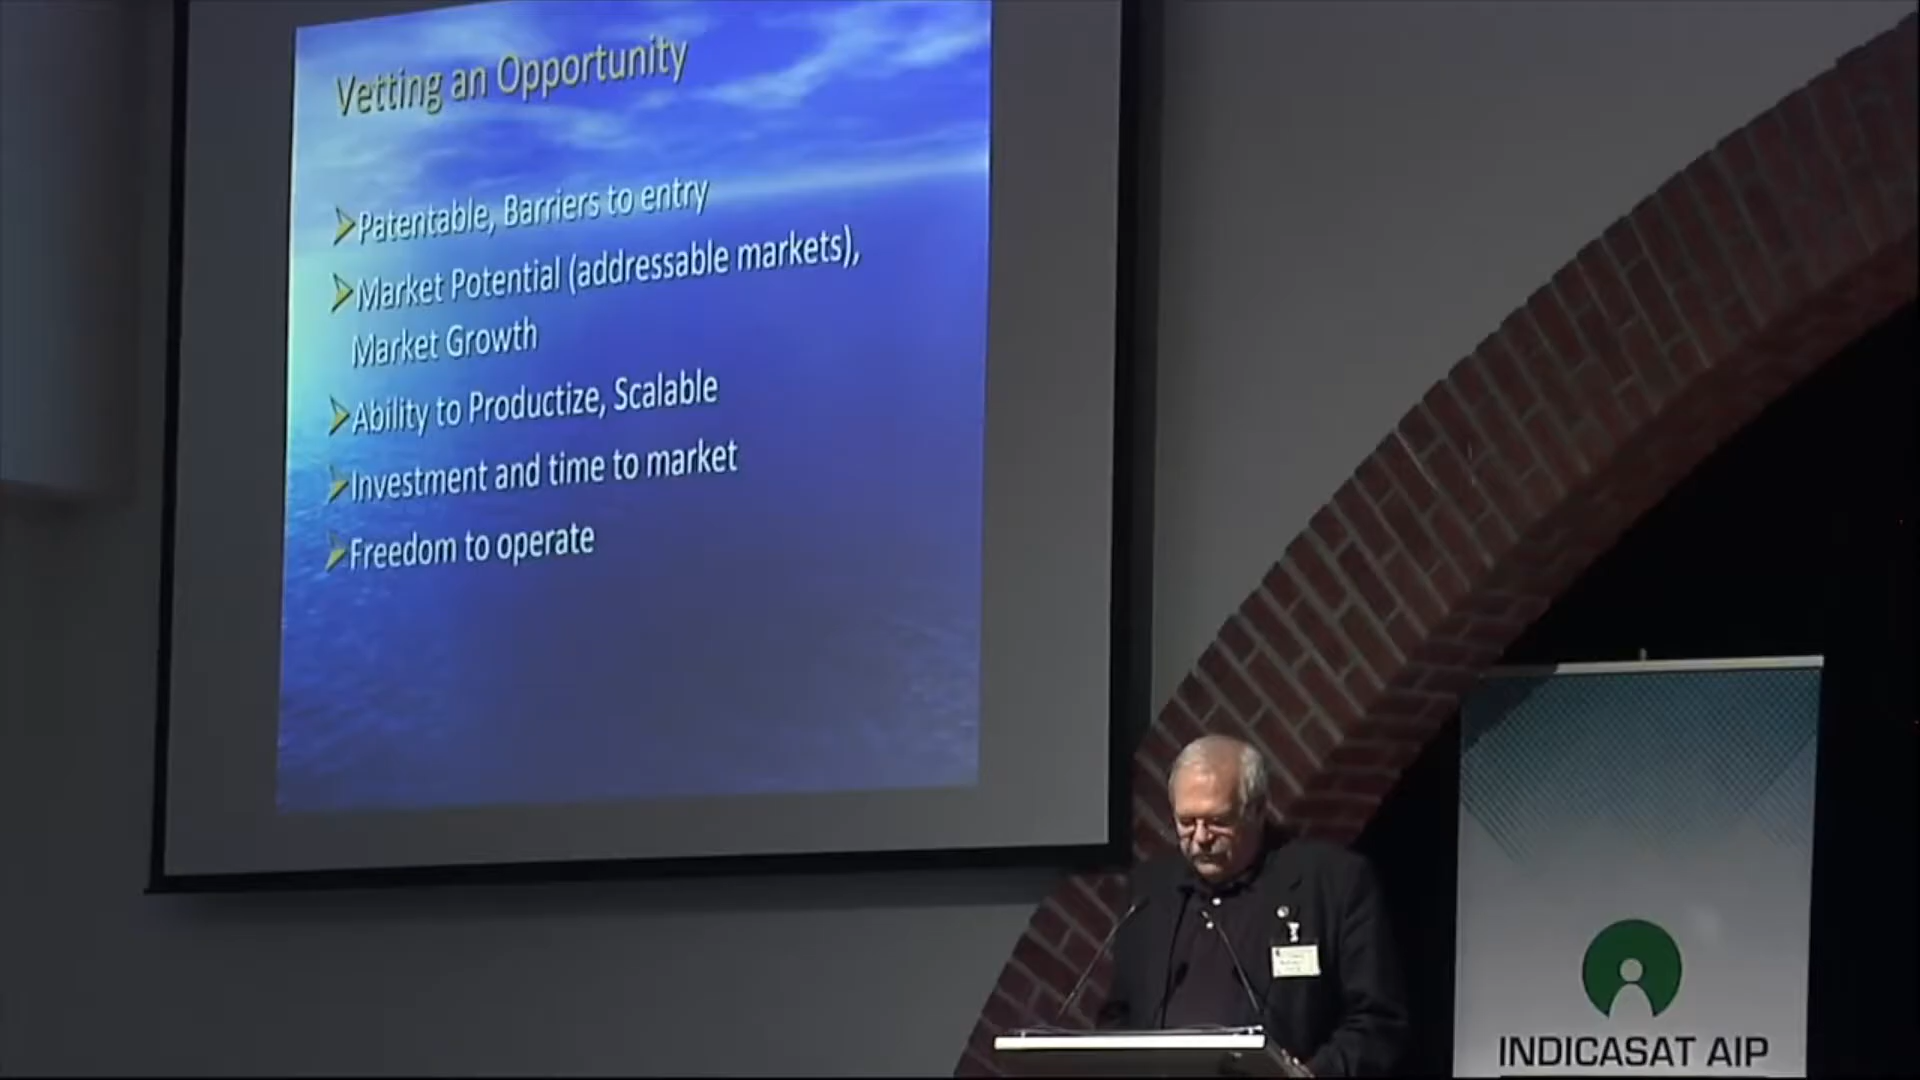 Vetting an Opportunity
Patentable, Barriers to entry
Market Potential (addressable markets),
Market Growth
Ability to Productize, Scalable
Investment and time to market
Freedom to operate
INDICASAT AIP